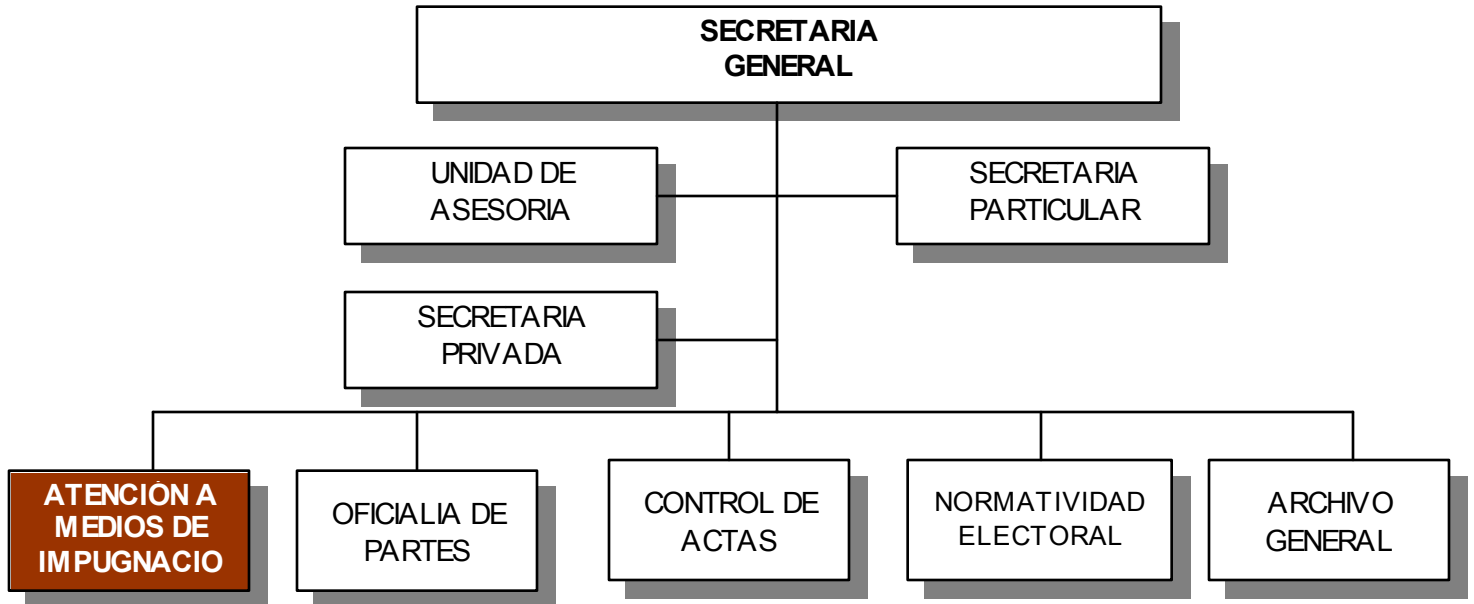 SECRETARIA
GENERAL
UNIDAD DE
ASESORIA
SECRETARIA
PARTICULAR
SECRETARIA
PRIVADA
ATENCIÓN A
MEDIOS DE
IMPUGNACIO
OFICIALIA DE
PARTES
CONTROL DE
ACTAS
NORMATIVIDAD
ELECTORAL
ARCHIVO
GENERAL